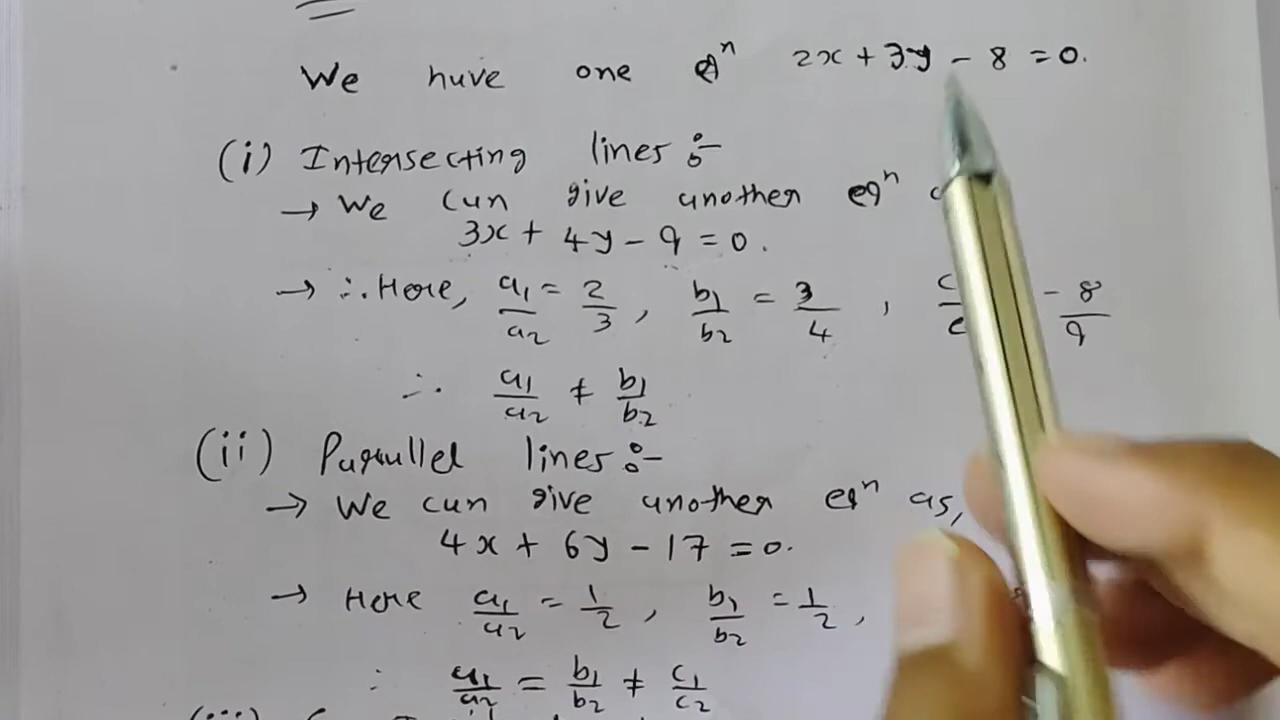 We have one eqⁿ 2x + 3y - 8 = 0.
(i) Intersecting lines :-
→ We can give another eqⁿ
3x + 4y - 9 = 0.
→ ∴ Here, a₁/a₂ = 2/3, b₁/b₂ = 3/4, - 8/9
∴ a₁/a₂ ≠ b₁/b₂
(ii) Parallel lines :-
→ We can give another eqⁿ as,
4x + 6y - 17 = 0.
→ Here a₁/a₂ = 1/2, b₁/b₂ = 1/2,
∴ a₁/a₂ = b₁/b₂ ≠ c₁/c₂
(iii)